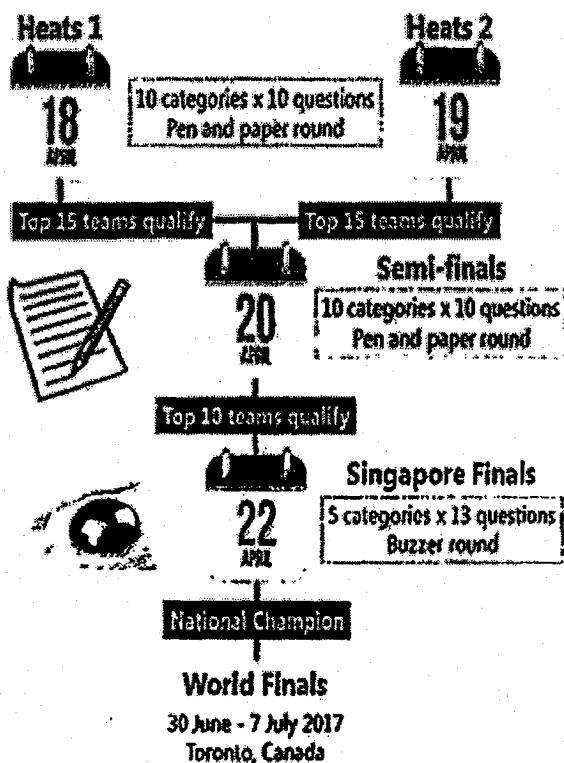 Heats 1
Heats 2
18
APRIL
10 categories x 10 questions
Pen and paper round
19
APRIL
Top 15 teams qualify
Top 15 teams qualify
Semi-finals
20
APRIL
10 categories x 10 questions
Pen and paper round
Top 10 teams qualify
Singapore Finals
22
APRIL
5 categories x 13 questions
Buzzer round
National Champion
World Finals
30 June - 7 July 2017
Toronto, Canada